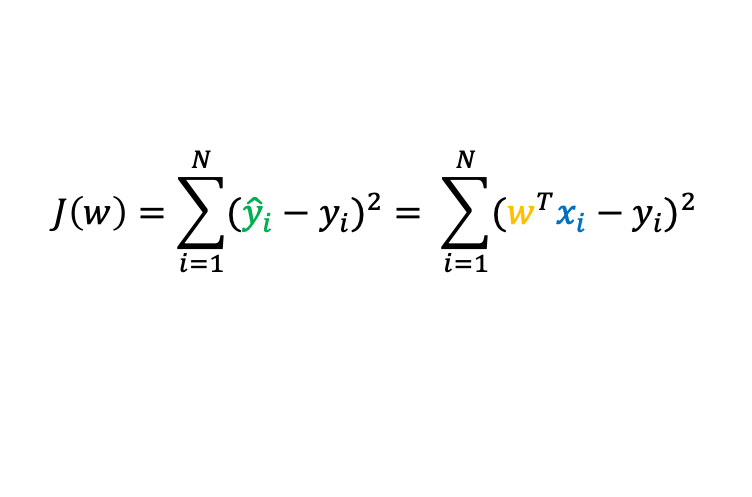 J(w) = ∑_{i=1}^{N} (ŷ_i − y_i)^2 = ∑_{i=1}^{N} (w^T x_i − y_i)^2